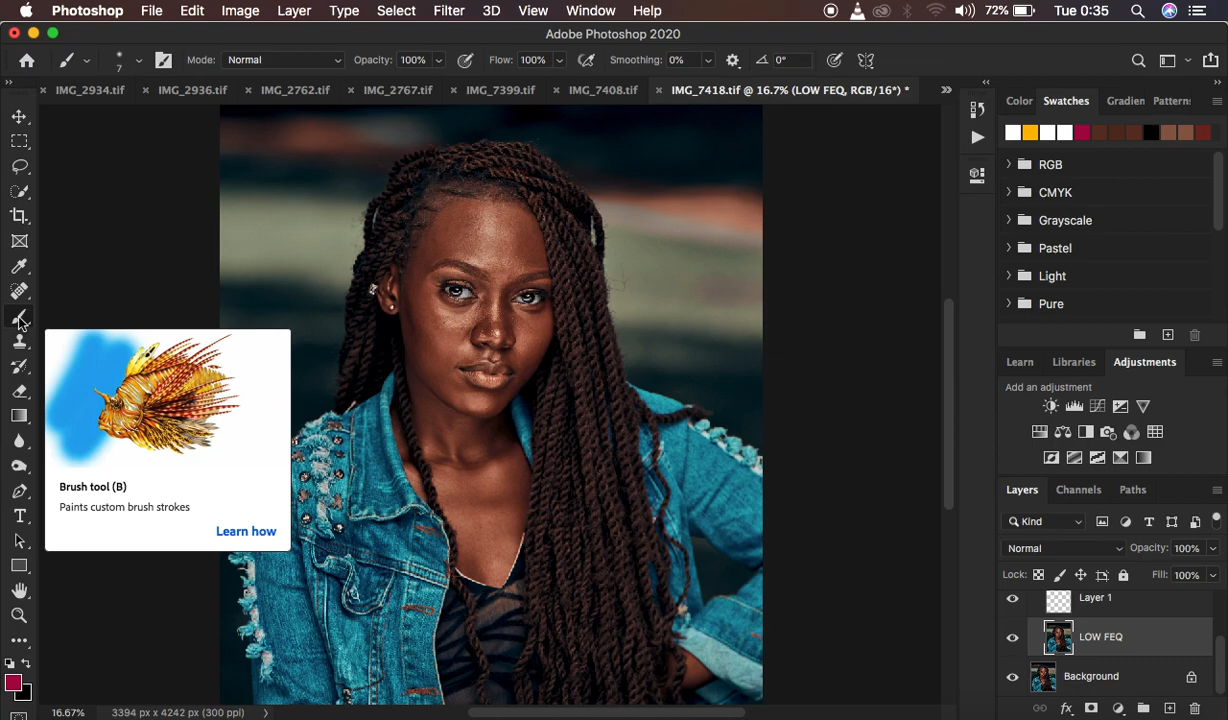 Photoshop File Edit Image Layer Type Select Filter 3D View Window Help 72% Tue 0:35
Adobe Photoshop 2020
7 Mode: Normal Opacity: 100% Flow: 100% Smoothing: 0% 0°
IMG_2934.tif IMG_2936.tif IMG_2762.tif IMG_2767.tif IMG_7399.tif IMG_7408.tif IMG_7418.tif @ 16.7% (LOW FEQ, RGB/16*) *
Color Swatches Gradien Patterns
RGB
CMYK
Grayscale
Pastel
Light
Pure
Learn Libraries Adjustments
Add an adjustment
Layers Channels Paths
Kind
Normal Opacity: 100%
Lock: Fill: 100%
Layer 1
LOW FEQ
Background
Brush tool (B)
Paints custom brush strokes
Learn how
16.67% 3394 px x 4242 px (300 ppi)